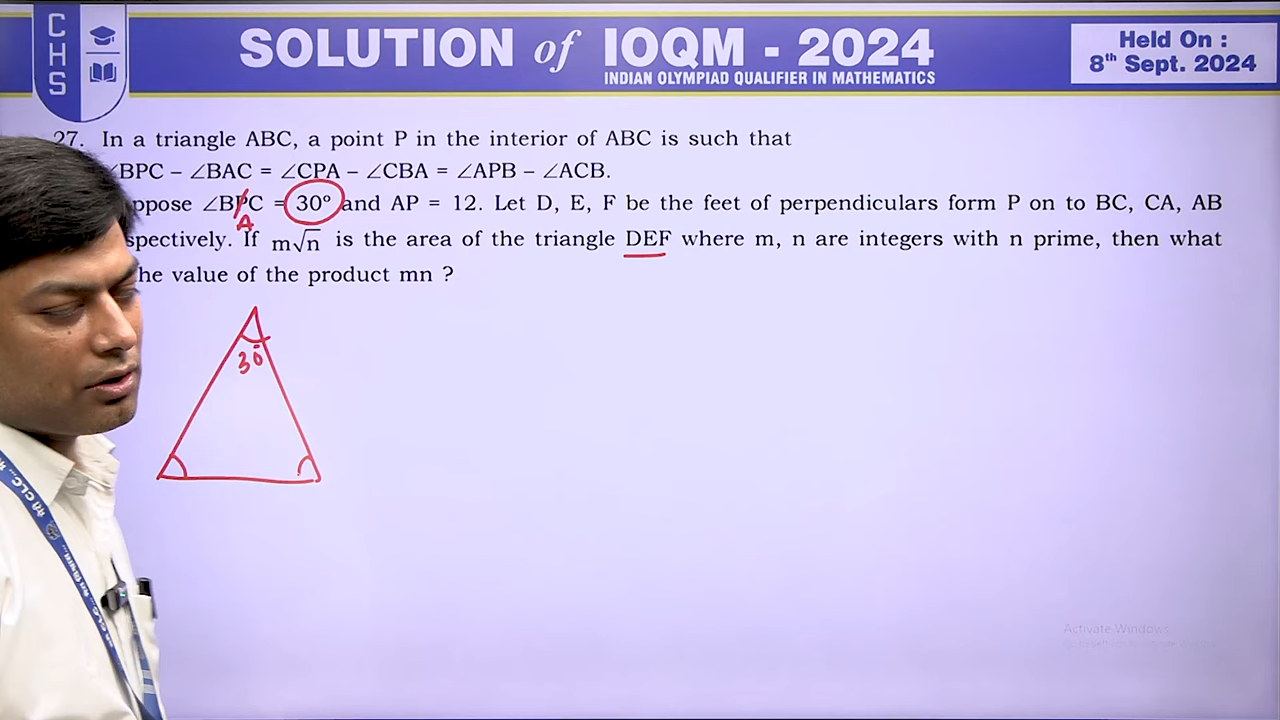 CHS
SOLUTION of IOQM - 2024
INDIAN OLYMPIAD QUALIFIER IN MATHEMATICS
Held On :
8th Sept. 2024
27. In a triangle ABC, a point P in the interior of ABC is such that
∠BPC – ∠BAC = ∠CPA – ∠CBA = ∠APB – ∠ACB.
ppose ∠BPC = 30° and AP = 12. Let D, E, F be the feet of perpendiculars form P on to BC, CA, AB
A
spectively. If m√n is the area of the triangle DEF where m, n are integers with n prime, then what
he value of the product mn ?
30
Activate Windows